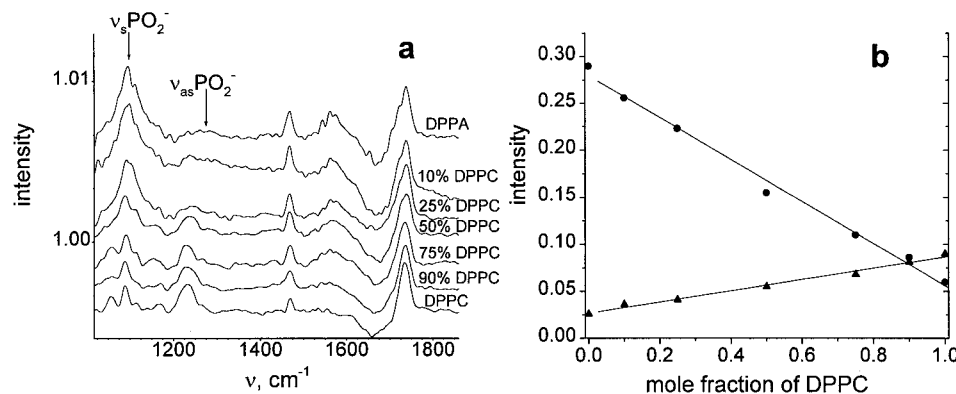 νₛPO₂⁻
a
1.01
νₐₛPO₂⁻
DPPA
10% DPPC
25% DPPC
50% DPPC
75% DPPC
90% DPPC
DPPC
1.00
intensity
1200 1400 1600 1800
ν, cm⁻¹
b
0.30
0.25
0.20
0.15
0.10
0.05
0.00
intensity
0.0 0.2 0.4 0.6 0.8 1.0
mole fraction of DPPC